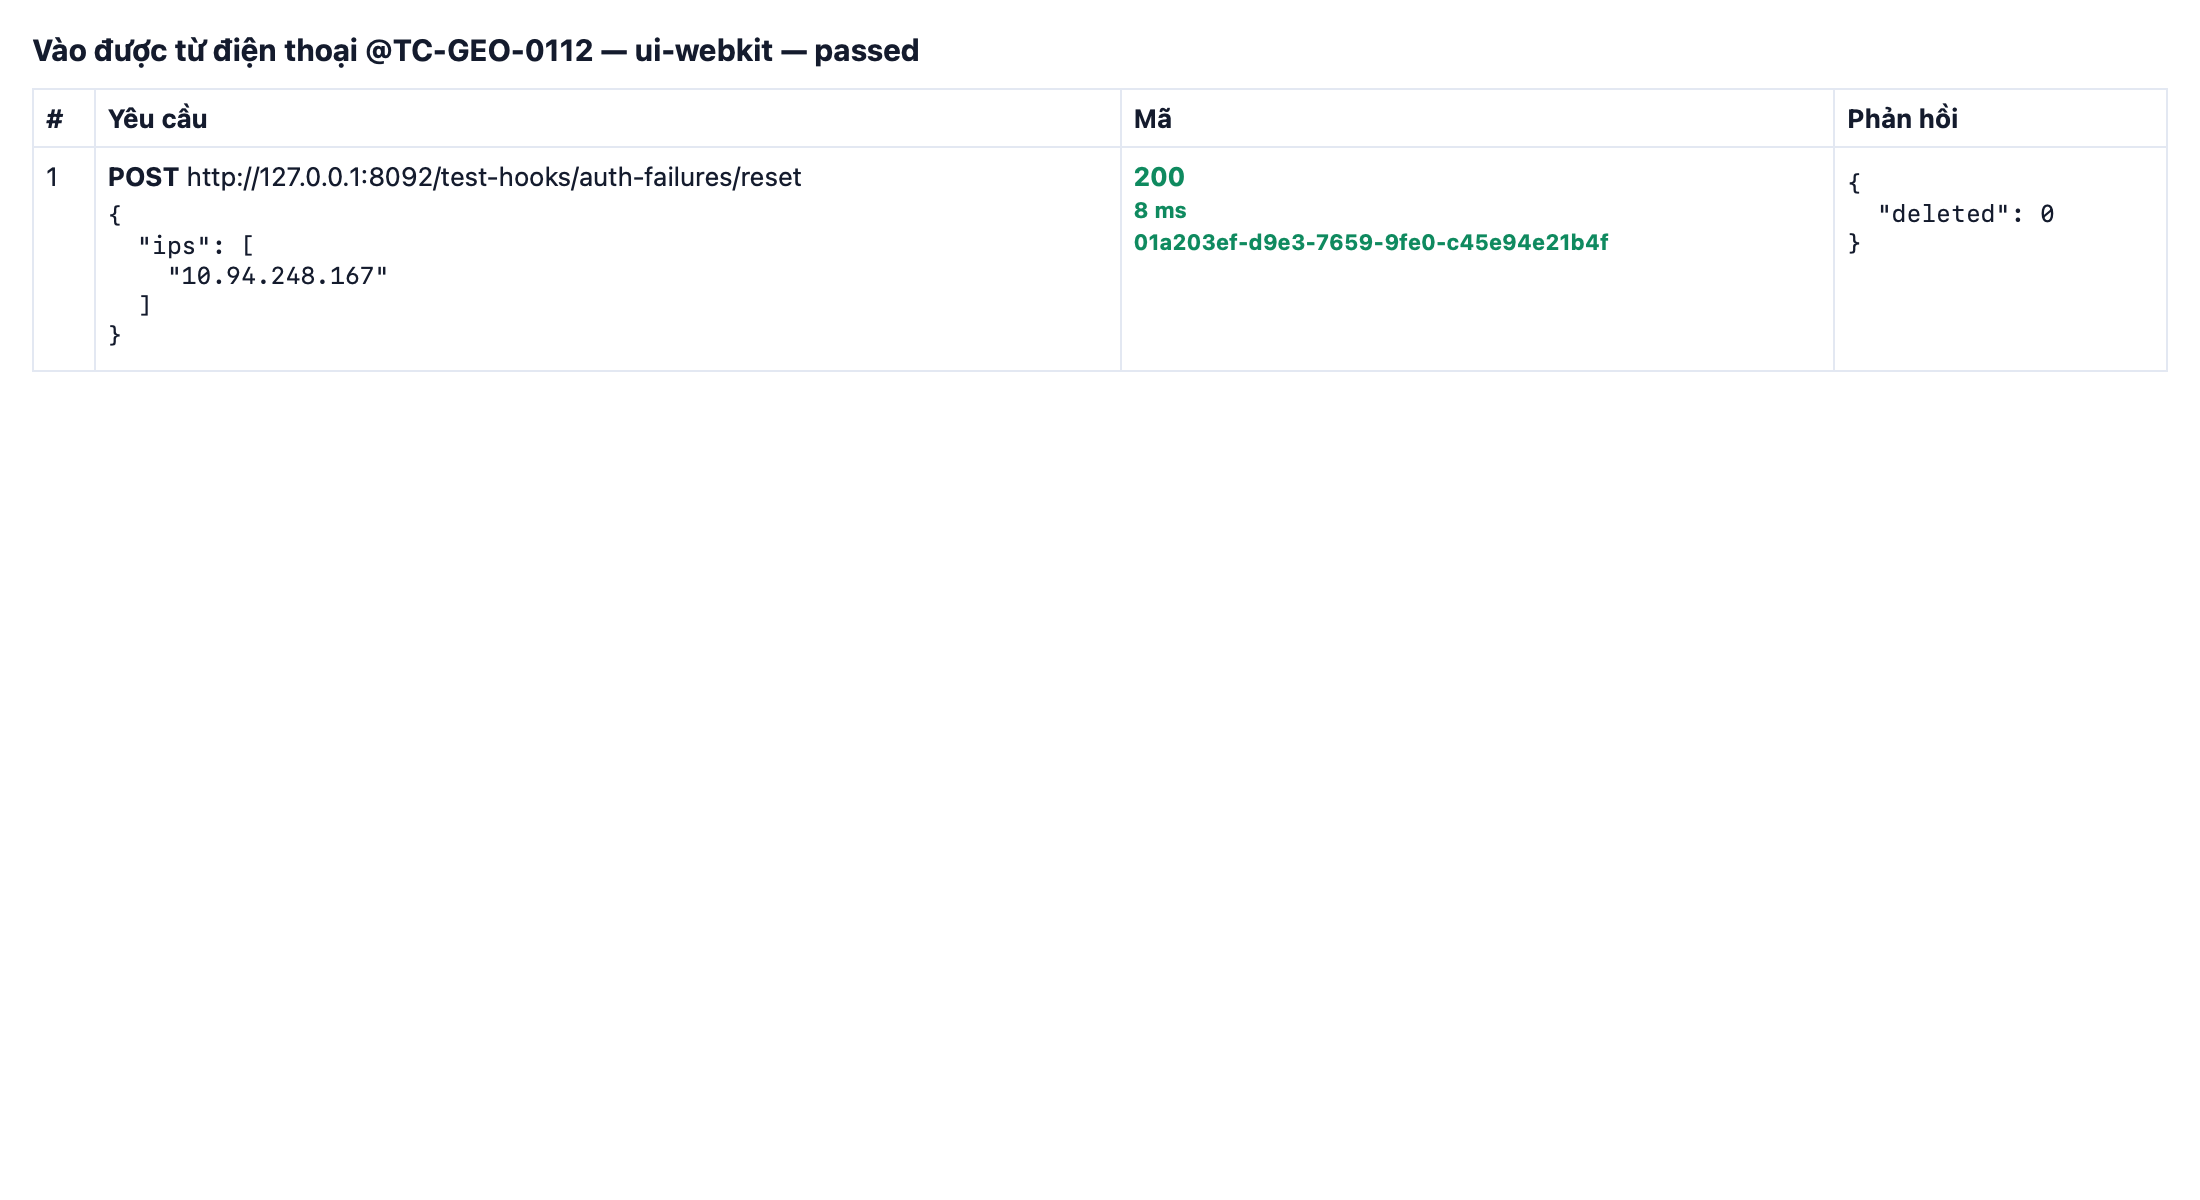 Vào được từ điện thoại @TC-GEO-0112 — ui-webkit — passed
# Yêu cầu Mã Phản hồi
1 POST http://127.0.0.1:8092/test-hooks/auth-failures/reset
{
  "ips": [
    "10.94.248.167"
  ]
}
200
8 ms
01a203ef-d9e3-7659-9fe0-c45e94e21b4f
{
  "deleted": 0
}